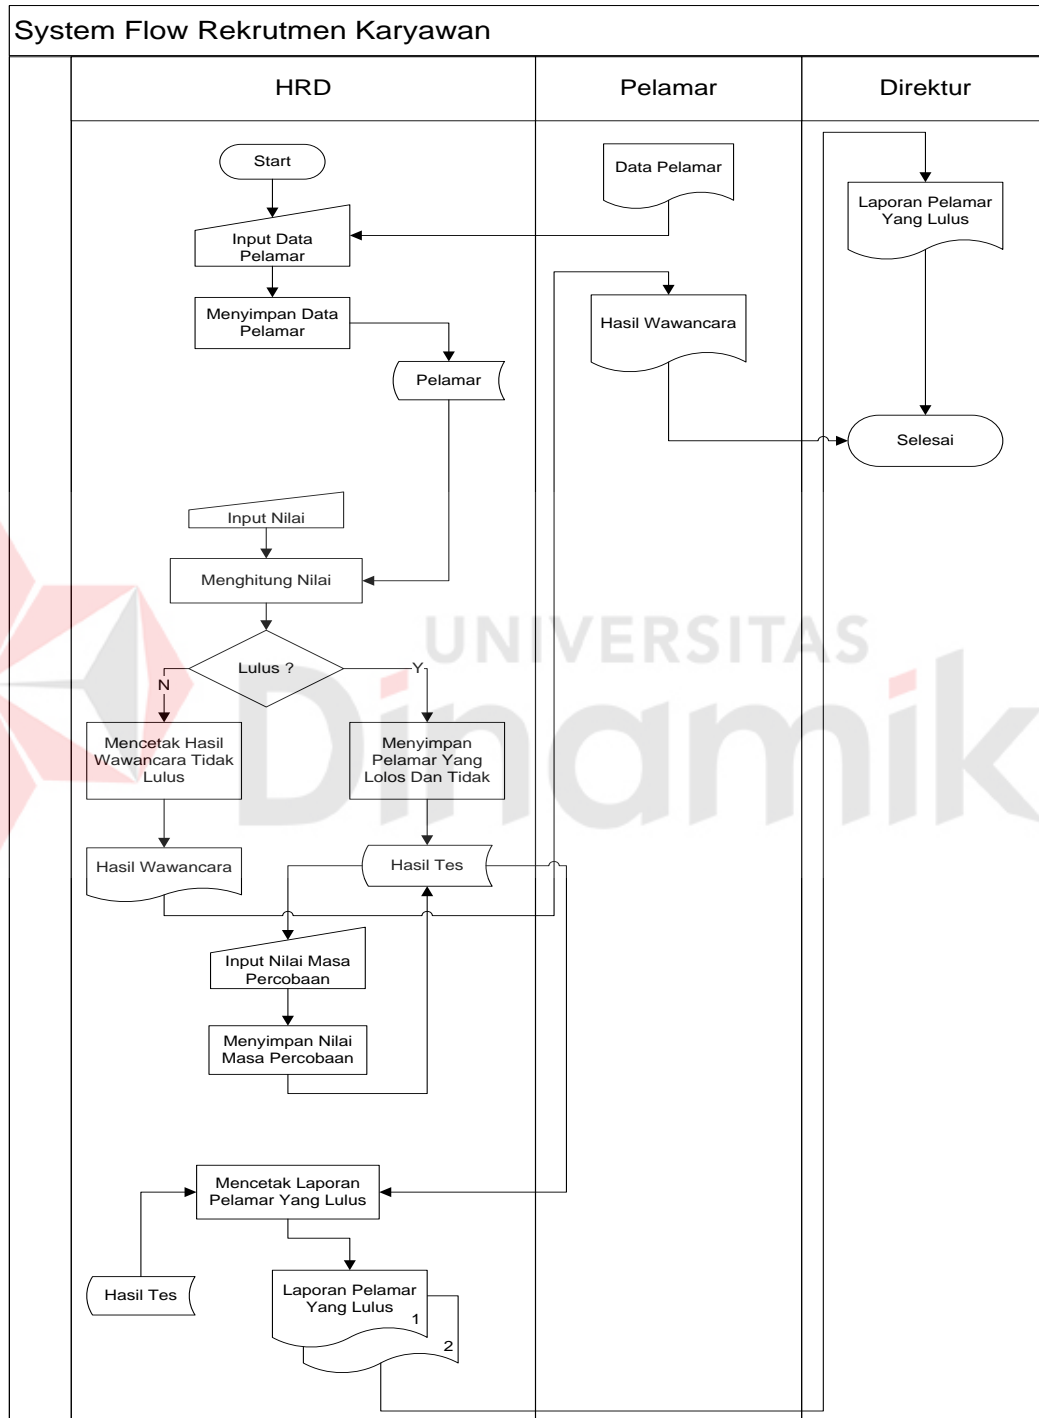 System Flow Rekrutmen Karyawan
HRD
Pelamar
Direktur
Start
Data Pelamar
Laporan Pelamar
Yang Lulus
Input Data
Pelamar
Menyimpan Data
Pelamar
Hasil Wawancara
Pelamar
Selesai
Input Nilai
Menghitung Nilai
UNIVERSITAS
Dinamika
Lulus ?
N
Y
Mencetak Hasil
Wawancara Tidak
Lulus
Menyimpan
Pelamar Yang
Lolos Dan Tidak
Hasil Wawancara
Hasil Tes
Input Nilai Masa
Percobaan
Menyimpan Nilai
Masa Percobaan
Mencetak Laporan
Pelamar Yang Lulus
Hasil Tes
Laporan Pelamar
Yang Lulus
1
2